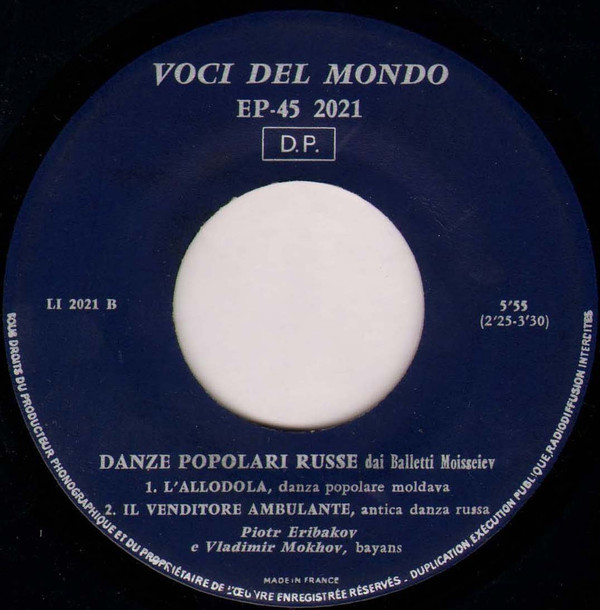 VOCI DEL MONDO
EP-45 2021
D.P.
LI 2021 B
5'55
(2'25-3'30)
DANZE POPOLARI RUSSE dai Balletti Moisseiev
1. L'ALLODOLA, danza popolare moldava
2. IL VENDITORE AMBULANTE, antica danza russa
Piotr Eribakov
e Vladimir Mokhov, bayans
MADE IN FRANCE
SOUS DROITS DU PRODUCTEUR PHONOGRAPHIQUE ET DU PROPRIÉTAIRE DE L'ŒUVRE ENREGISTRÉE RÉSERVÉS - DUPLICATION, EXÉCUTION PUBLIQUE, RADIODIFFUSION INTERDITES